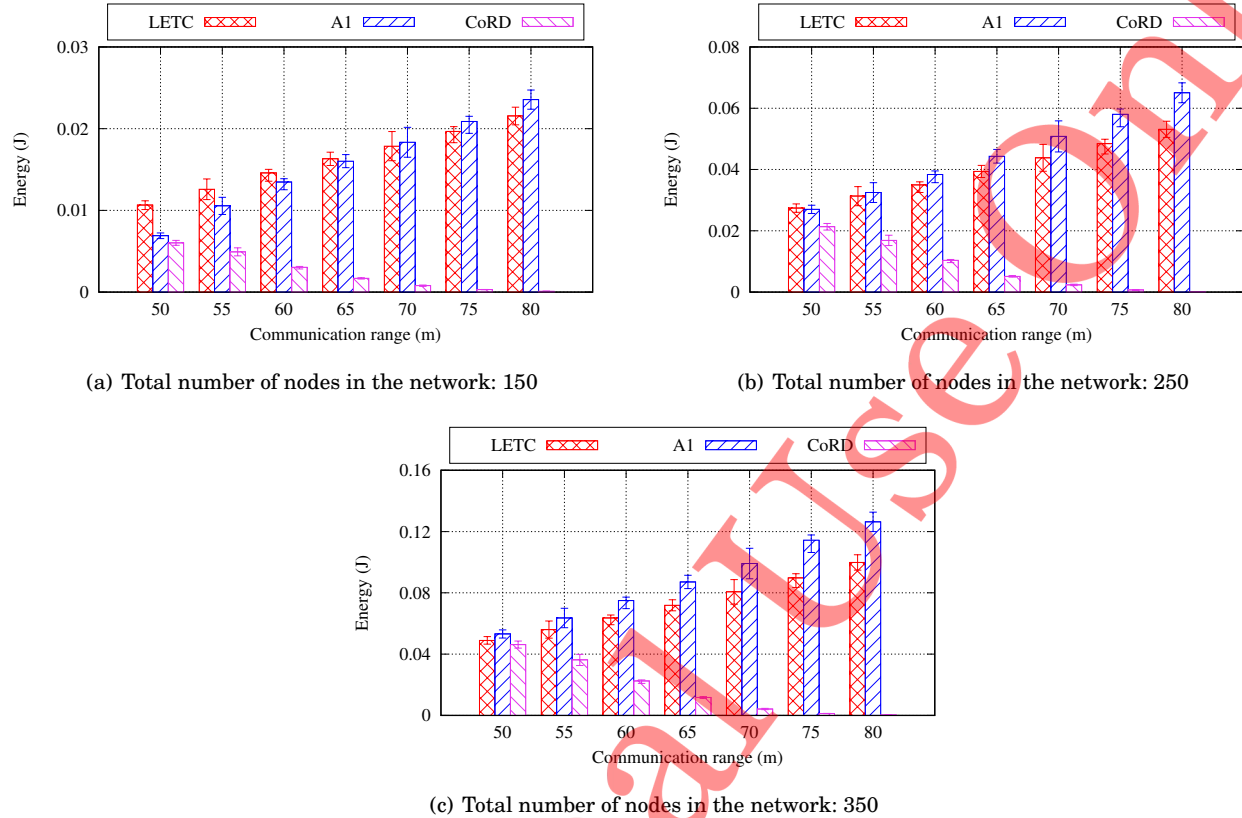 LETC A1 CoRD
0.03
0.02
0.01
0
Energy (J)
50 55 60 65 70 75 80
Communication range (m)
(a) Total number of nodes in the network: 150
LETC A1 CoRD
0.08
0.06
0.04
0.02
0
Energy (J)
50 55 60 65 70 75 80
Communication range (m)
(b) Total number of nodes in the network: 250
LETC A1 CoRD
0.16
0.12
0.08
0.04
0
Energy (J)
50 55 60 65 70 75 80
Communication range (m)
(c) Total number of nodes in the network: 350